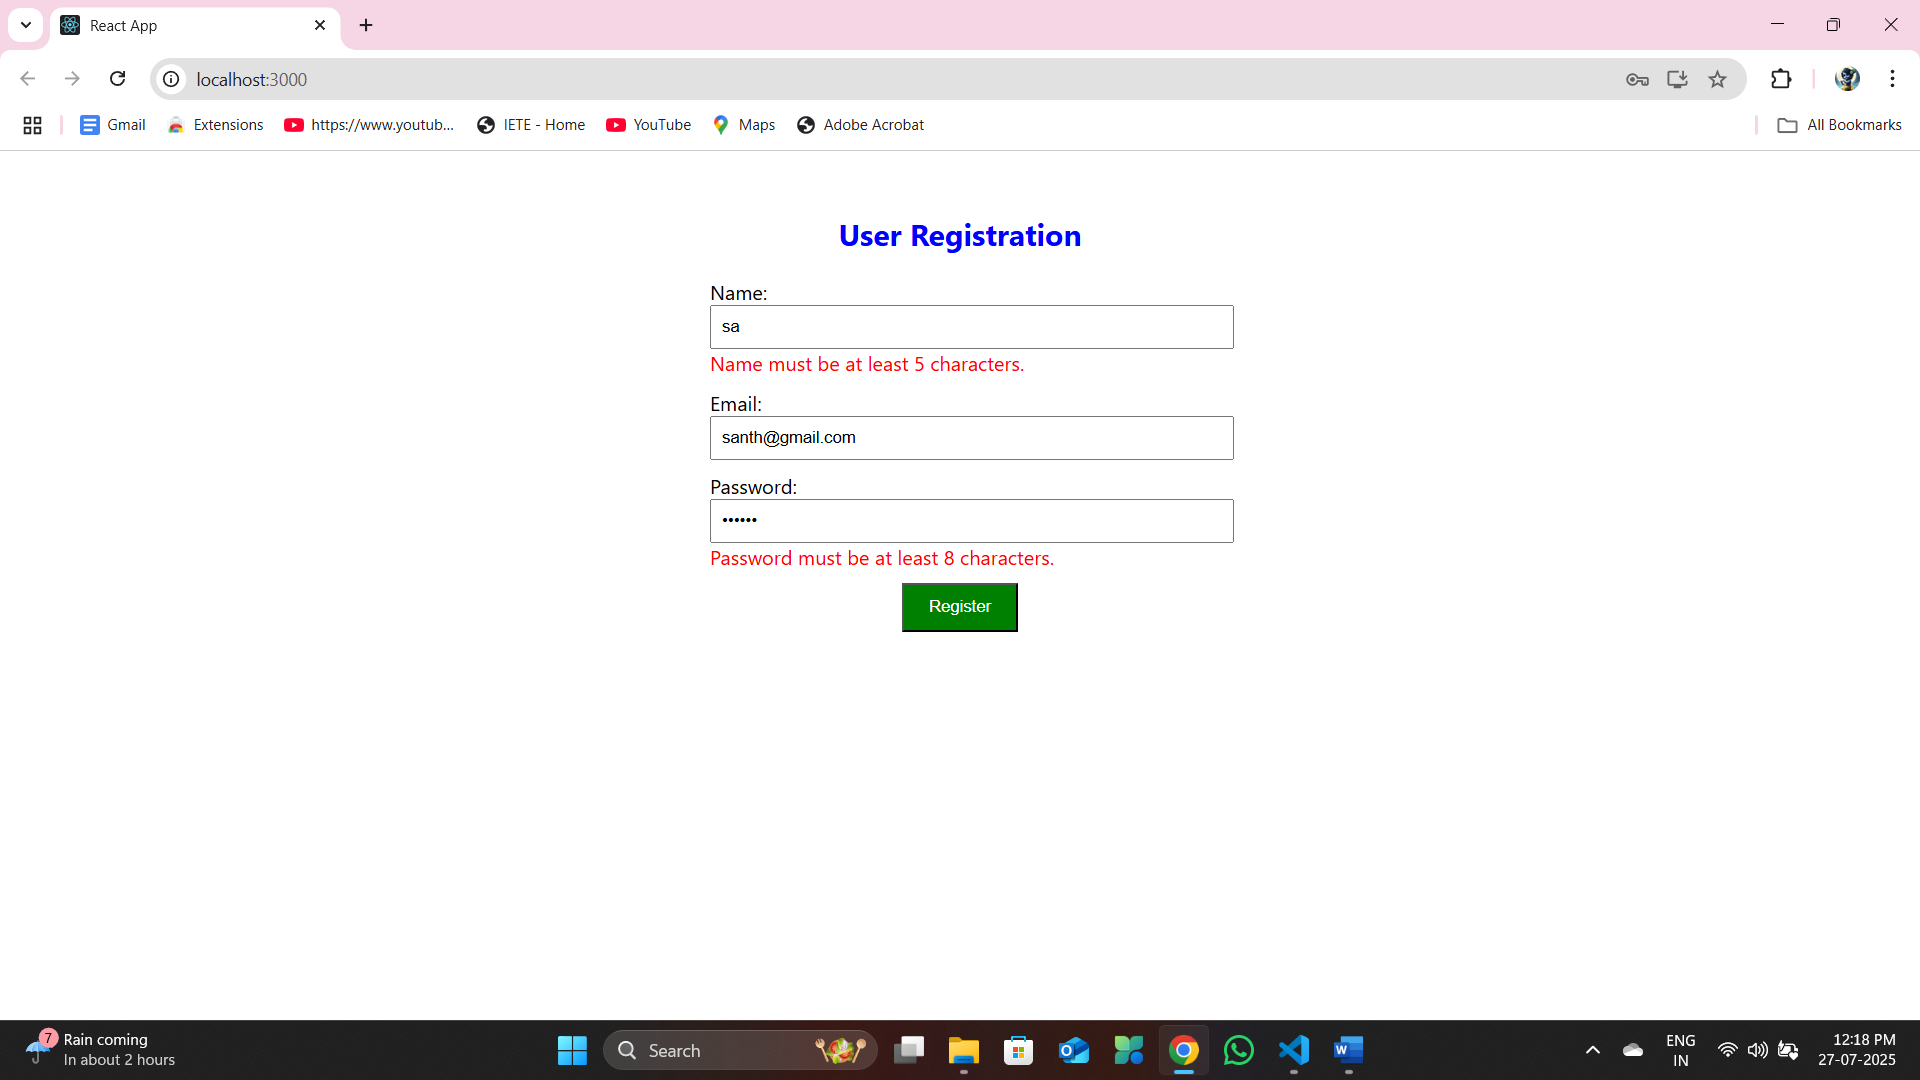 React App
localhost:3000
Gmail
Extensions
https://www.youtub...
IETE - Home
YouTube
Maps
Adobe Acrobat
All Bookmarks
User Registration
Name:
sa
Name must be at least 5 characters.
Email:
santh@gmail.com
Password:
••••••
Password must be at least 8 characters.
Register
7
Rain coming
In about 2 hours
Search
ENG
IN
12:18 PM
27-07-2025